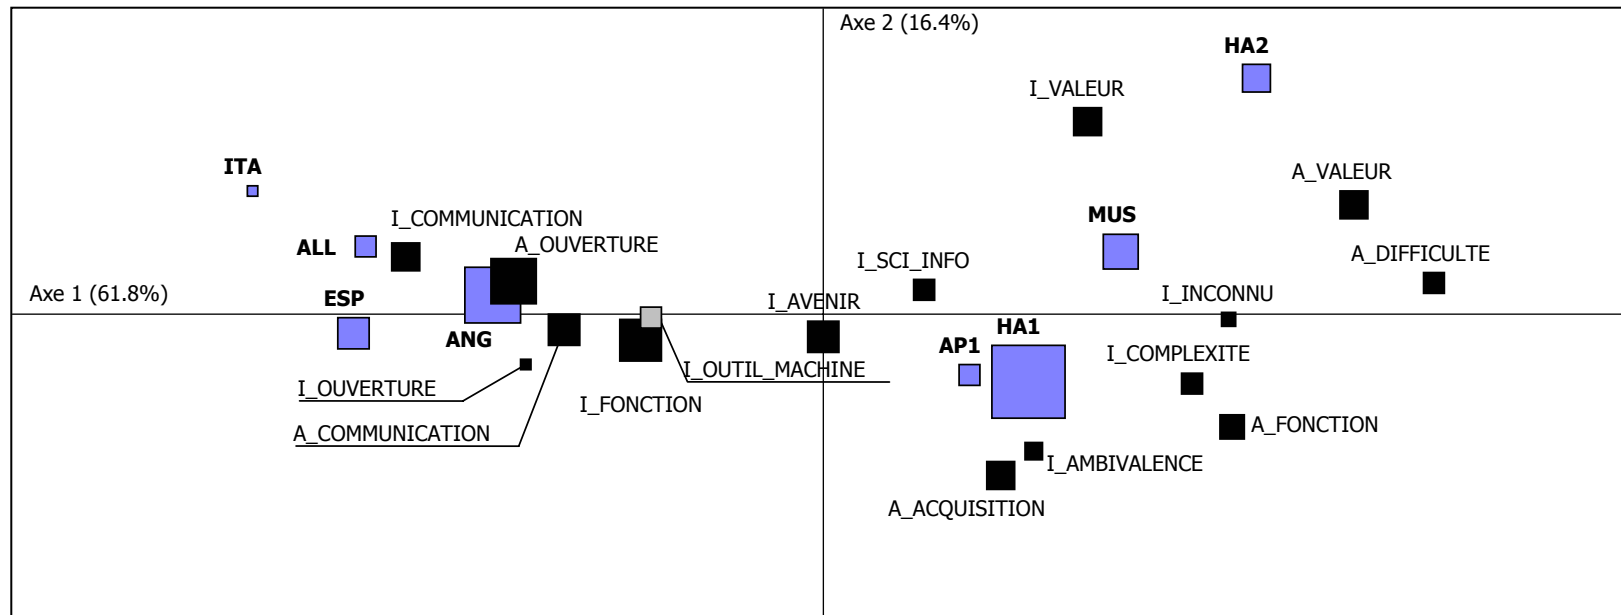 Axe 2 (16.4%)
HA2
I_VALEUR
ITA
A_VALEUR
I_COMMUNICATION
MUS
ALL
A_OUVERTURE
A_DIFFICULTE
I_SCI_INFO
Axe 1 (61.8%)
ESP
I_AVENIR
I_INCONNU
ANG
HA1
AP1
I_COMPLEXITE
I_OUTIL_MACHINE
I_OUVERTURE
I_FONCTION
A_COMMUNICATION
A_FONCTION
I_AMBIVALENCE
A_ACQUISITION